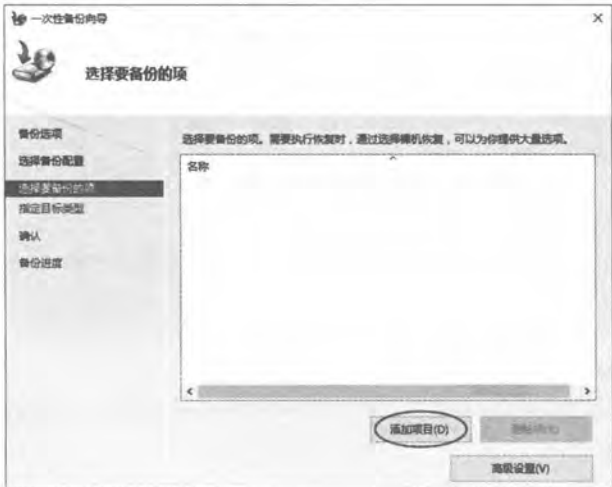 一次性备份向导
选择要备份的项
备份选项
选择备份配置
选择要备份的项
指定目标类型
确认
备份进度
选择要备份的项。需要执行恢复时，通过选择裸机恢复，可以为你提供大量选项。
名称
添加项目(D)
高级设置(V)